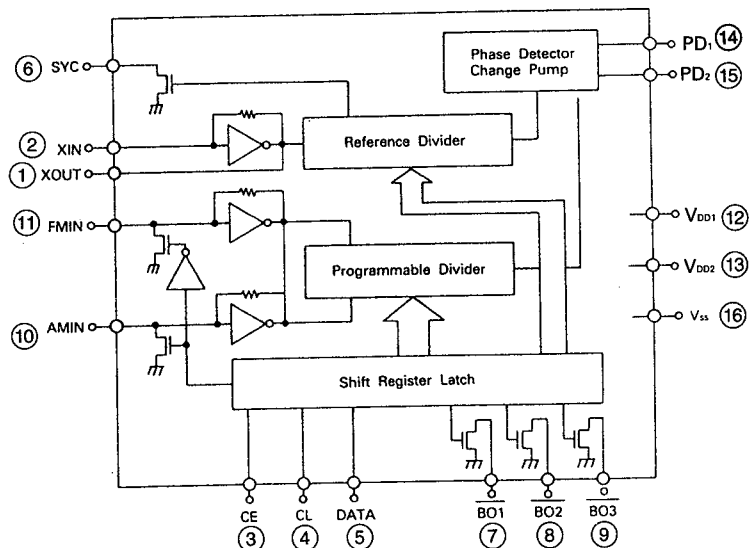 ⑥ SYC
② XIN
① XOUT
⑪ FMIN
⑩ AMIN
Phase Detector
Change Pump
Reference Divider
Programmable Divider
Shift Register Latch
PD₁ ⑭
PD₂ ⑮
VDD1 ⑫
VDD2 ⑬
Vss ⑯
CE CL DATA BO1 BO2 BO3
③ ④ ⑤ ⑦ ⑧ ⑨